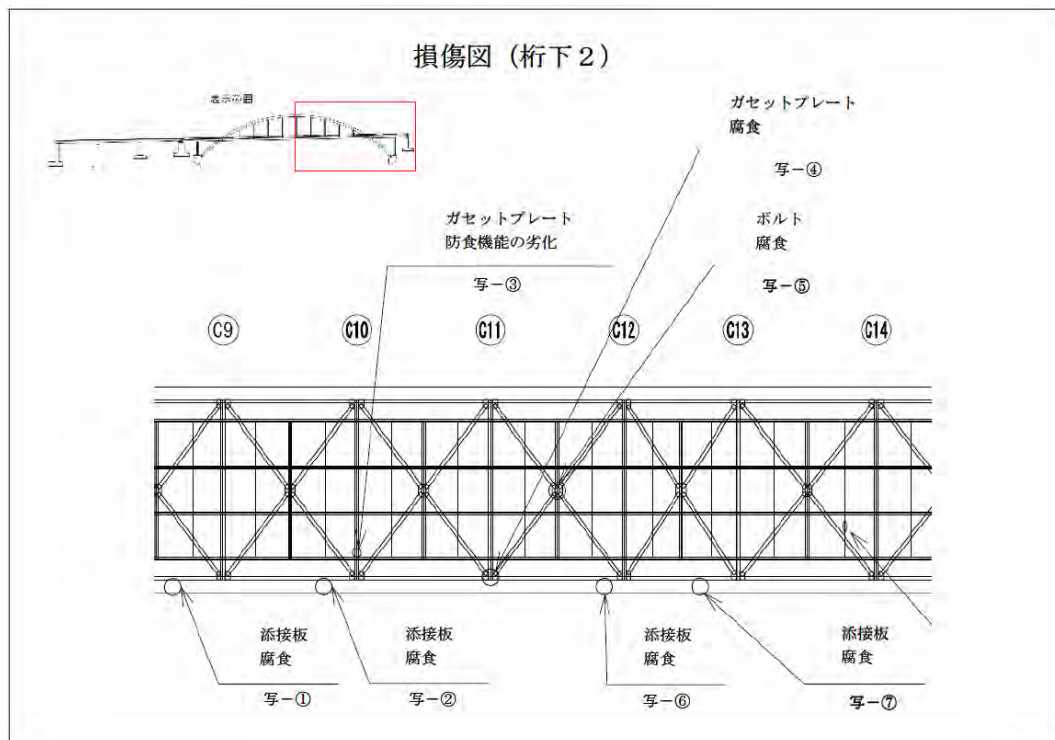 損傷図（桁下２）
表示の図
ガセットプレート
腐食
写－④
ガセットプレート
防食機能の劣化
写－③
ボルト
腐食
写－⑤
C9
C10
C11
C12
C13
C14
添接板
腐食
写－①
添接板
腐食
写－②
添接板
腐食
写－⑥
添接板
腐食
写－⑦